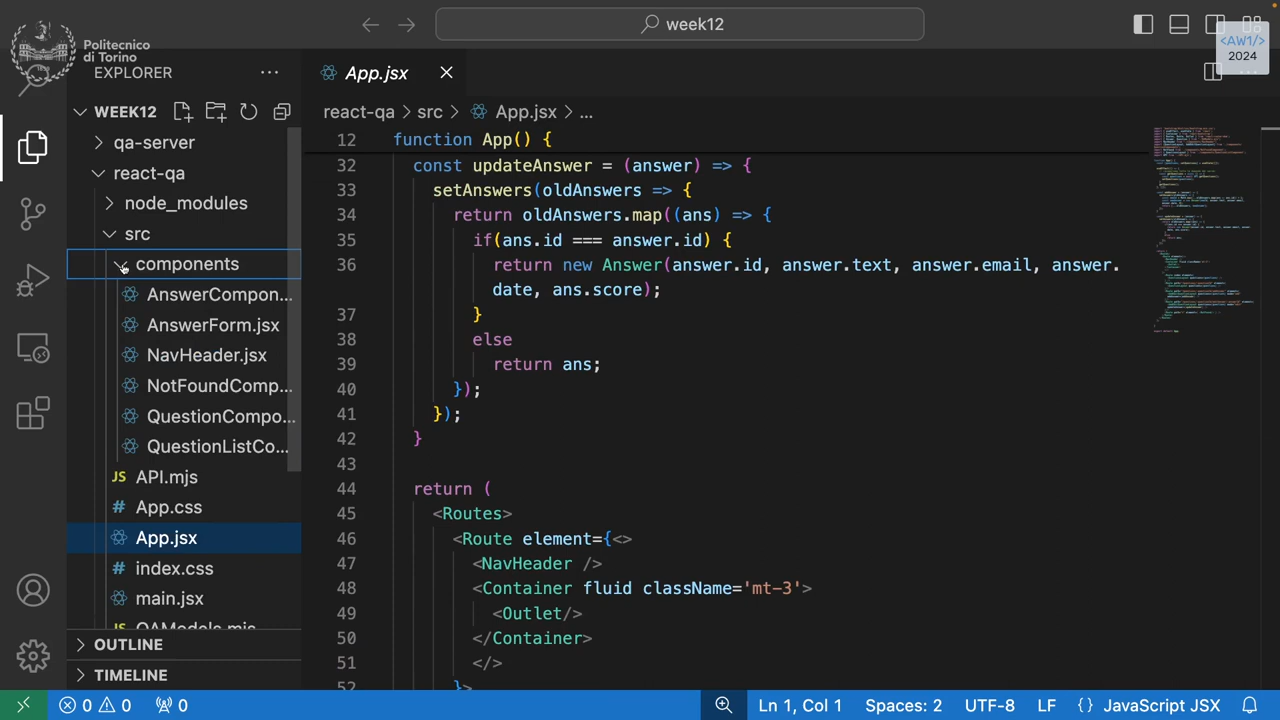 week12
Politecnico
di Torino
<AW1/>
2024
EXPLORER
App.jsx
WEEK12
react-qa > src > App.jsx > ...
qa-server
react-qa
node_modules
src
components
AnswerCompon...
AnswerForm.jsx
NavHeader.jsx
NotFoundComp...
QuestionCompo...
QuestionListCo...
API.mjs
App.css
App.jsx
index.css
main.jsx
QAModels.mjs
OUTLINE
TIMELINE
12 function App() {
32 const updateAnswer = (answer) => {
33 setAnswers(oldAnswers => {
34 return oldAnswers.map((ans) => {
35 if(ans.id === answer.id) {
36 return new Answer(answer.id, answer.text, answer.email, answer.
date, ans.score);
37 }
38 else
39 return ans;
40 });
41 });
42 }
43
44 return (
45 <Routes>
46 <Route element={<>
47 <NavHeader />
48 <Container fluid className='mt-3'>
49 <Outlet/>
50 </Container>
51 </>
52 }>
0 0 0
Ln 1, Col 1 Spaces: 2 UTF-8 LF {} JavaScript JSX